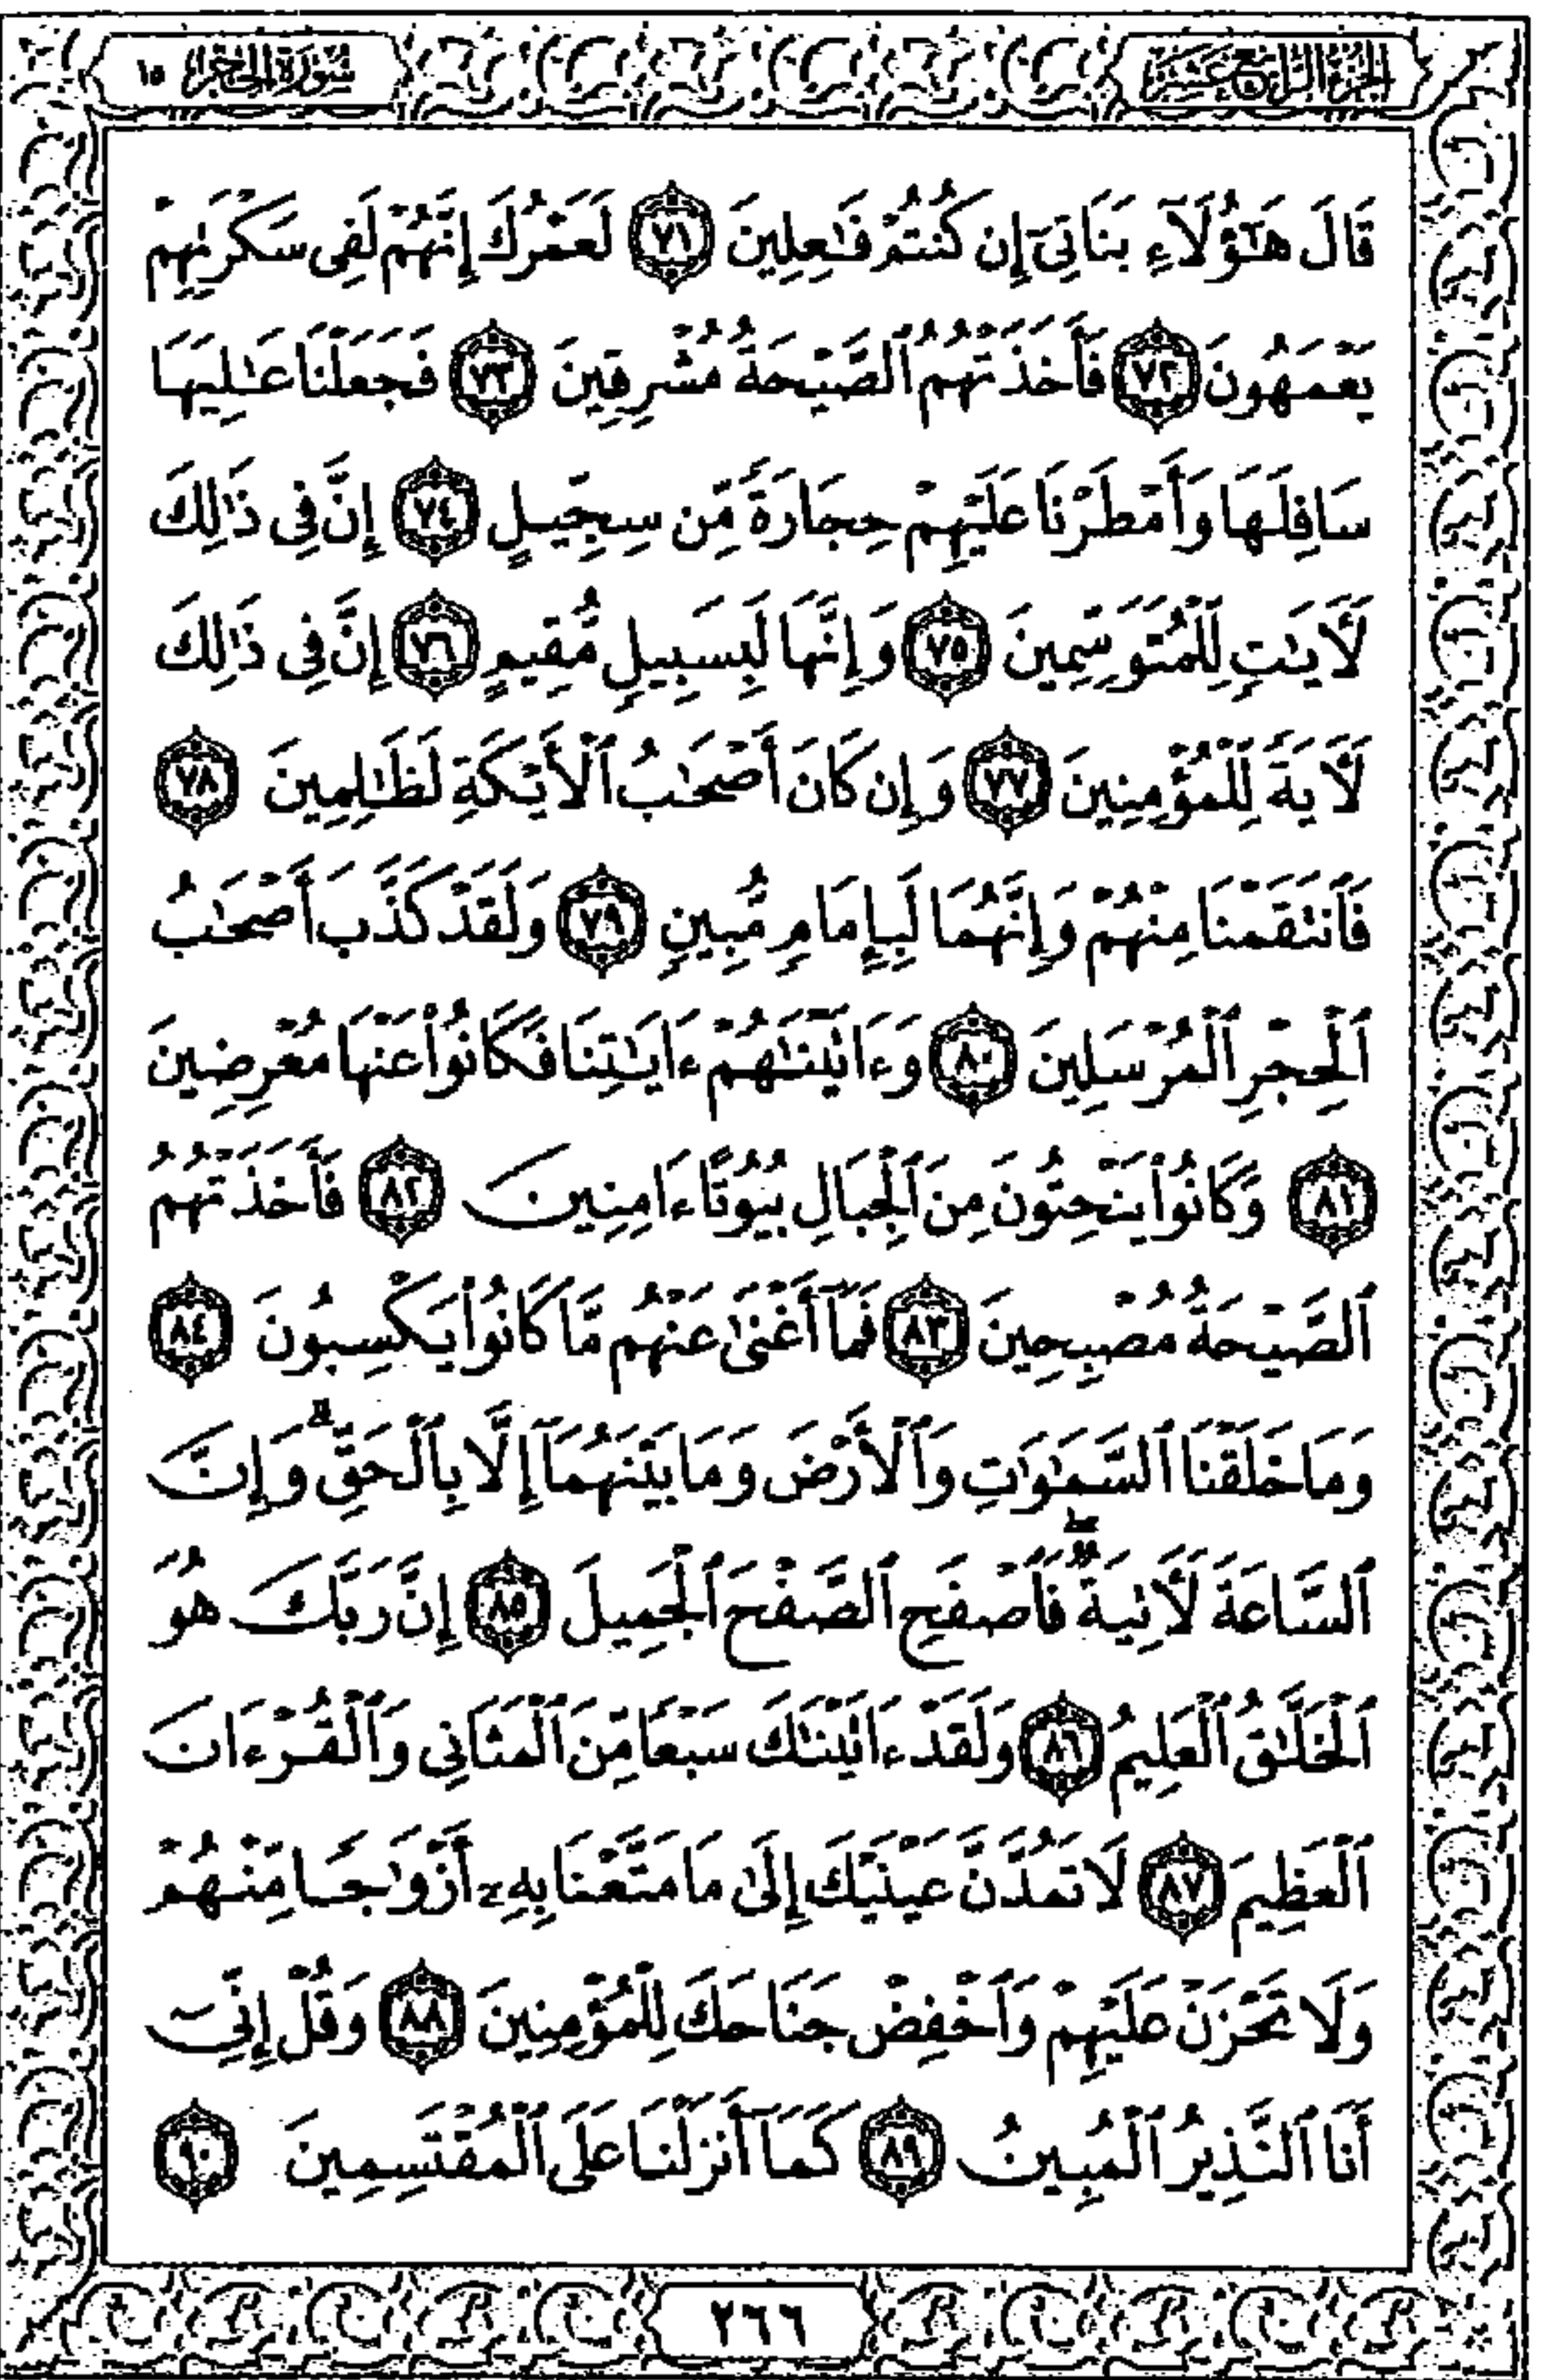 الجزء الرابع عشر
سورة الحجر ١٥
قَالَ هَٰٓؤُلَآءِ بَنَاتِىٓ إِن كُنتُمْ فَٰعِلِينَ ٧١ لَعَمْرُكَ إِنَّهُمْ لَفِى سَكْرَتِهِمْ
يَعْمَهُونَ ٧٢ فَأَخَذَتْهُمُ ٱلصَّيْحَةُ مُشْرِقِينَ ٧٣ فَجَعَلْنَا عَٰلِيَهَا
سَافِلَهَا وَأَمْطَرْنَا عَلَيْهِمْ حِجَارَةً مِّن سِجِّيلٍ ٧٤ إِنَّ فِى ذَٰلِكَ
لَـَٔايَٰتٍ لِّلْمُتَوَسِّمِينَ ٧٥ وَإِنَّهَا لَبِسَبِيلٍ مُّقِيمٍ ٧٦ إِنَّ فِى ذَٰلِكَ
لَـَٔايَةً لِّلْمُؤْمِنِينَ ٧٧ وَإِن كَانَ أَصْحَٰبُ ٱلْأَيْكَةِ لَظَٰلِمِينَ ٧٨
فَٱنتَقَمْنَا مِنْهُمْ وَإِنَّهُمَا لَبِإِمَامٍ مُّبِينٍ ٧٩ وَلَقَدْ كَذَّبَ أَصْحَٰبُ
ٱلْحِجْرِ ٱلْمُرْسَلِينَ ٨٠ وَءَاتَيْنَٰهُمْ ءَايَٰتِنَا فَكَانُوا۟ عَنْهَا مُعْرِضِينَ
٨١ وَكَانُوا۟ يَنْحِتُونَ مِنَ ٱلْجِبَالِ بُيُوتًا ءَامِنِينَ ٨٢ فَأَخَذَتْهُمُ
ٱلصَّيْحَةُ مُصْبِحِينَ ٨٣ فَمَآ أَغْنَىٰ عَنْهُم مَّا كَانُوا۟ يَكْسِبُونَ ٨٤
وَمَا خَلَقْنَا ٱلسَّمَٰوَٰتِ وَٱلْأَرْضَ وَمَا بَيْنَهُمَآ إِلَّا بِٱلْحَقِّ ۗ وَإِنَّ
ٱلسَّاعَةَ لَـَٔاتِيَةٌ ۖ فَٱصْفَحِ ٱلصَّفْحَ ٱلْجَمِيلَ ٨٥ إِنَّ رَبَّكَ هُوَ
ٱلْخَلَّٰقُ ٱلْعَلِيمُ ٨٦ وَلَقَدْ ءَاتَيْنَٰكَ سَبْعًا مِّنَ ٱلْمَثَانِى وَٱلْقُرْءَانَ
ٱلْعَظِيمَ ٨٧ لَا تَمُدَّنَّ عَيْنَيْكَ إِلَىٰ مَا مَتَّعْنَا بِهِۦٓ أَزْوَٰجًا مِّنْهُمْ
وَلَا تَحْزَنْ عَلَيْهِمْ وَٱخْفِضْ جَنَاحَكَ لِلْمُؤْمِنِينَ ٨٨ وَقُلْ إِنِّىٓ
أَنَا ٱلنَّذِيرُ ٱلْمُبِينُ ٨٩ كَمَآ أَنزَلْنَا عَلَى ٱلْمُقْتَسِمِينَ ٩٠
٢٦٦